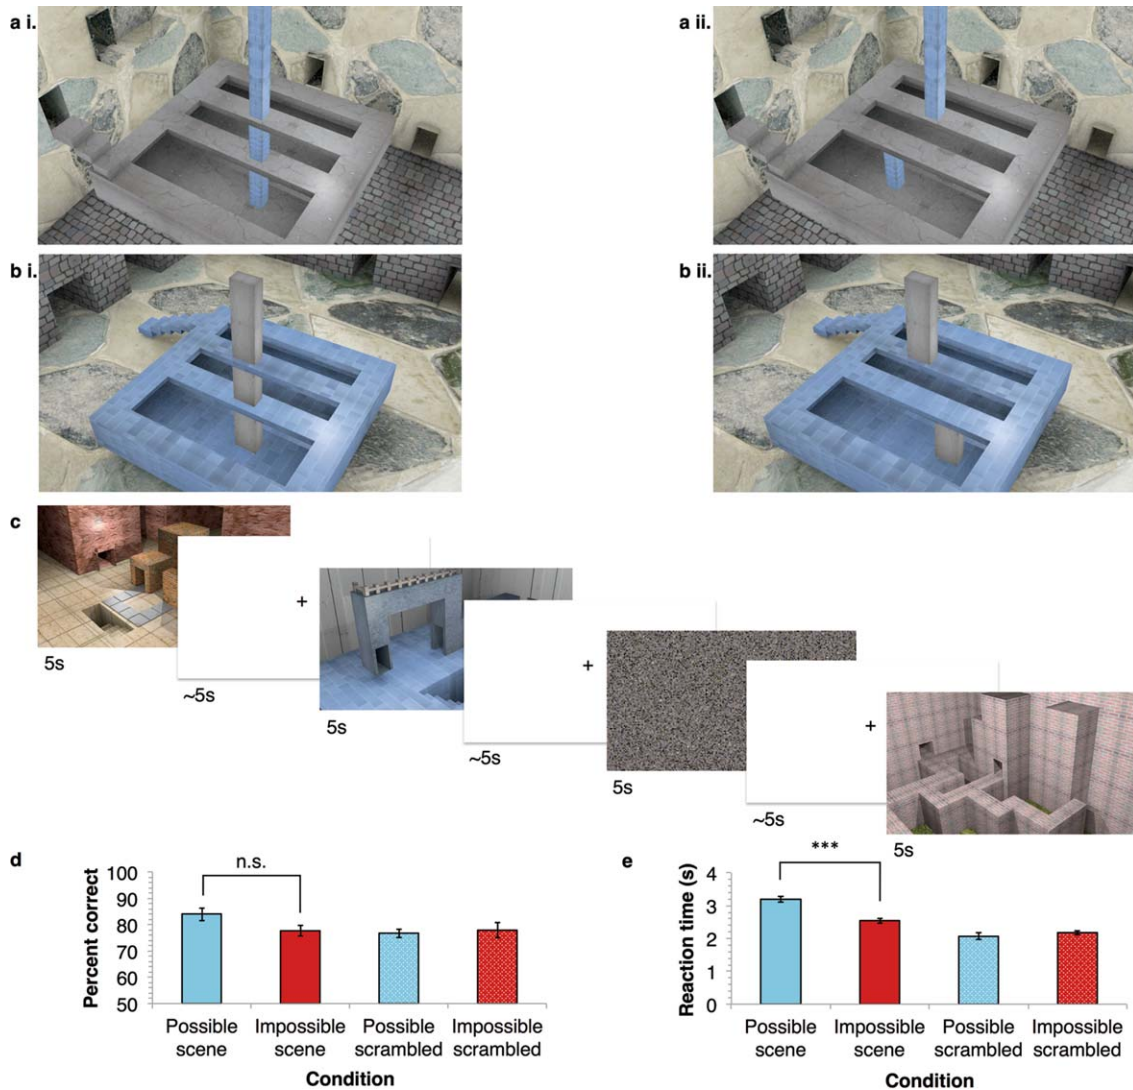 a i.
a ii.
b i.
b ii.
c
+
5s
~5s
+
5s
~5s
+
5s
~5s
5s
d
n.s.
100
90
80
70
60
50
Percent correct
Possible scene
Impossible scene
Possible scrambled
Impossible scrambled
Condition
e
***
4
3
2
1
0
Reaction time (s)
Possible scene
Impossible scene
Possible scrambled
Impossible scrambled
Condition